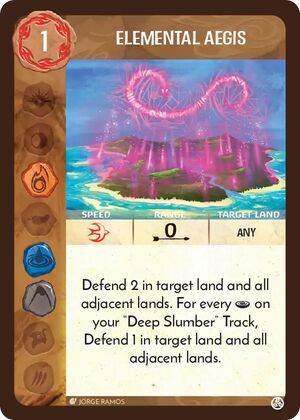 1
ELEMENTAL AEGIS
SPEED RANGE TARGET LAND
0 ANY
Defend 2 in target land and all
adjacent lands. For every on
your "Deep Slumber" Track,
Defend 1 in target land and all
adjacent lands.
JORGE RAMOS